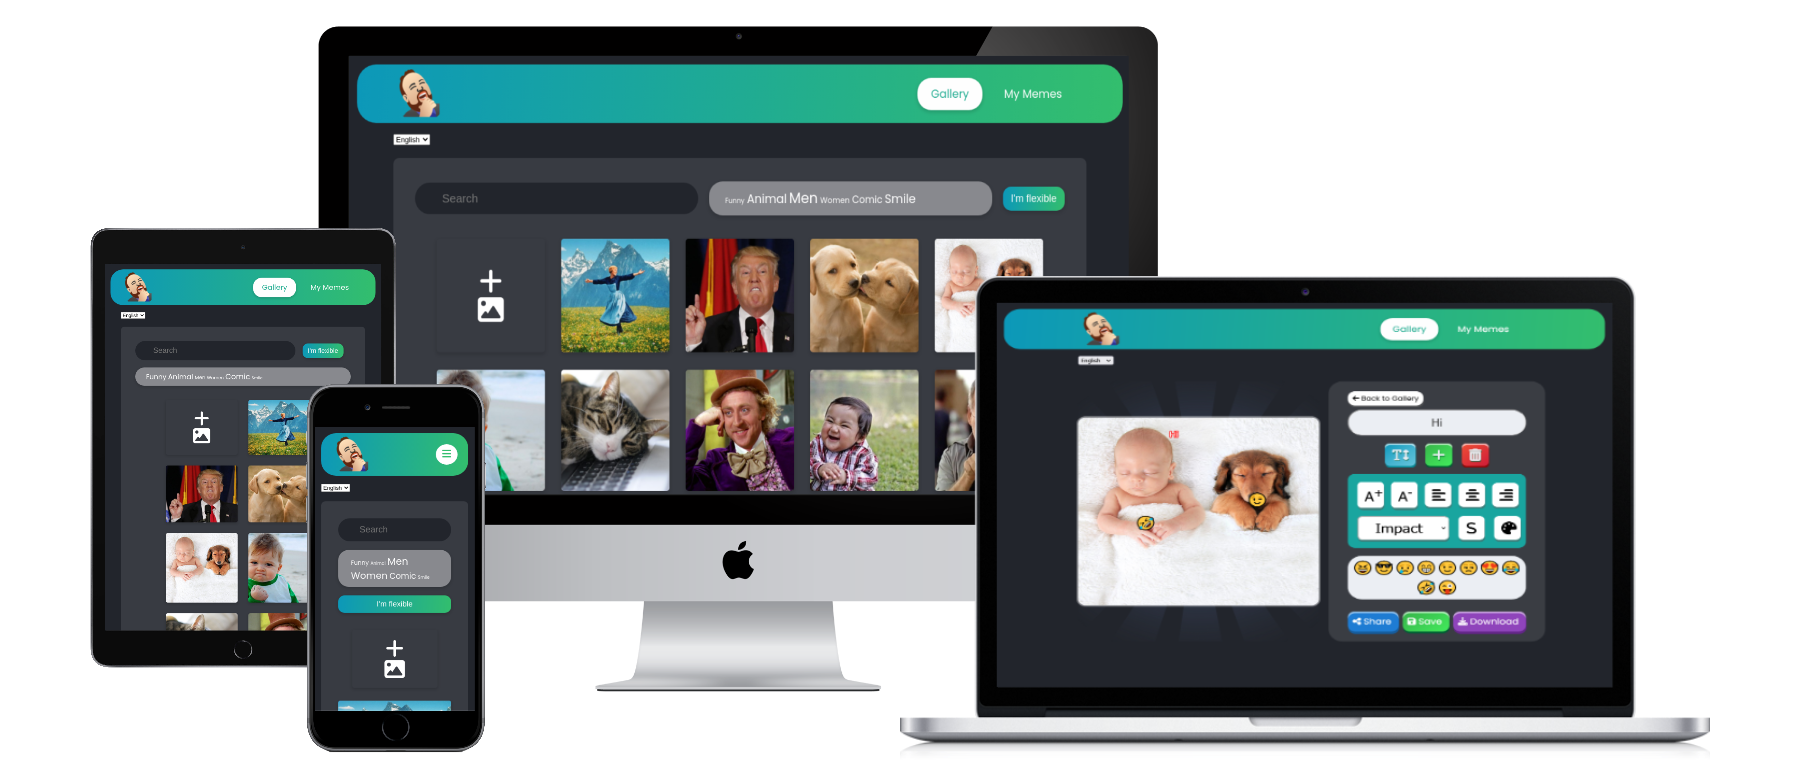 Gallery My Memes
English
Search
Funny Animal Men Women Comic Smile
I'm flexible
Gallery My Memes
English
Search
I'm flexible
Funny Animal Men Women Comic Smile
English
Search
Funny Animal Men
Women Comic Smile
I'm flexible
Gallery My Memes
English
Back to Gallery
Hi
T
A+ A-
Impact S
Share Save Download